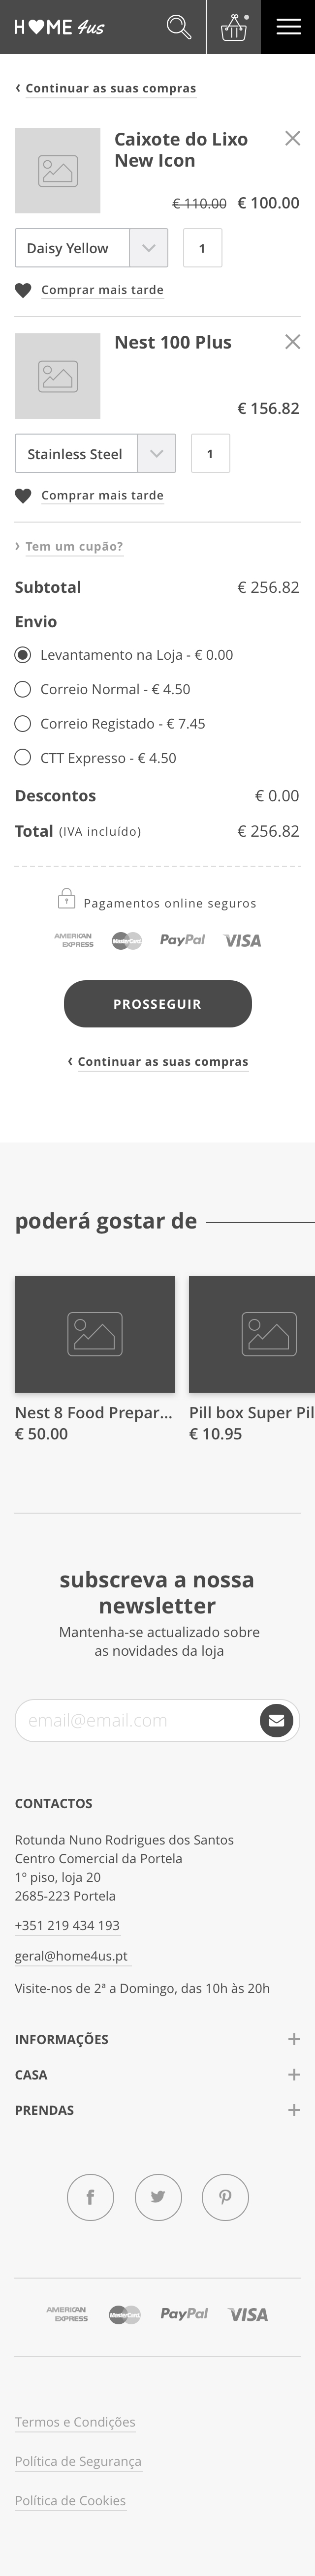 H♥ME 4us
‹ Continuar as suas compras
Caixote do Lixo
New Icon
€ 110.00 € 100.00
Daisy Yellow 1
Comprar mais tarde
Nest 100 Plus
€ 156.82
Stainless Steel 1
Comprar mais tarde
› Tem um cupão?
Subtotal € 256.82
Envio
Levantamento na Loja - € 0.00
Correio Normal - € 4.50
Correio Registado - € 7.45
CTT Expresso - € 4.50
Descontos € 0.00
Total (IVA incluído) € 256.82
Pagamentos online seguros
AMERICAN EXPRESS MasterCard PayPal VISA
PROSSEGUIR
‹ Continuar as suas compras
poderá gostar de
Nest 8 Food Prepar... Pill box Super Pil
€ 50.00 € 10.95
subscreva a nossa
newsletter
Mantenha-se actualizado sobre
as novidades da loja
email@email.com
CONTACTOS
Rotunda Nuno Rodrigues dos Santos
Centro Comercial da Portela
1º piso, loja 20
2685-223 Portela
+351 219 434 193
geral@home4us.pt
Visite-nos de 2ª a Domingo, das 10h às 20h
INFORMAÇÕES +
CASA +
PRENDAS +
AMERICAN EXPRESS MasterCard PayPal VISA
Termos e Condições
Política de Segurança
Política de Cookies